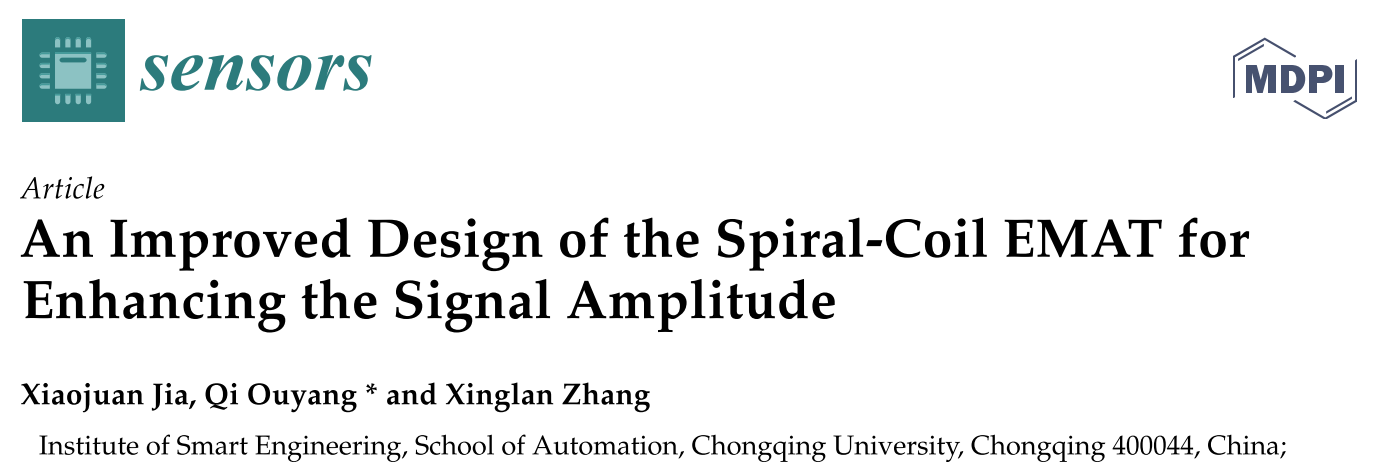 sensors
MDPI
Article
An Improved Design of the Spiral-Coil EMAT for
Enhancing the Signal Amplitude
Xiaojuan Jia, Qi Ouyang * and Xinglan Zhang
Institute of Smart Engineering, School of Automation, Chongqing University, Chongqing 400044, China;